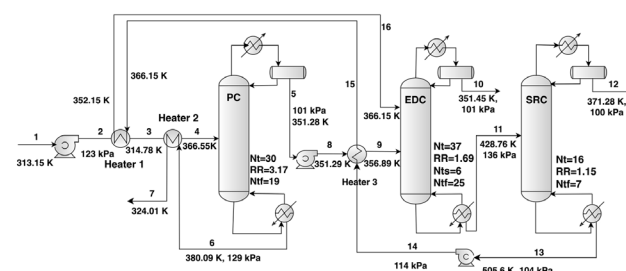 16
352.15 K
366.15 K
15
Heater 2
PC
5
101 kPa
351.28 K
366.15 K
EDC
10
351.45 K,
101 kPa
SRC
12
371.28 K,
100 kPa
1
313.15 K
2
123 kPa
Heater 1
3
314.78 K
4
366.55K
8
351.29 K
Heater 3
9
356.89 K
11
428.76 K
136 kPa
Nt=30
RR=3.17
Ntf=19
Nt=37
RR=1.69
Nts=6
Ntf=25
Nt=16
RR=1.15
Ntf=7
7
324.01 K
6
380.09 K, 129 kPa
14
114 kPa
13
505.6 K, 104 kPa